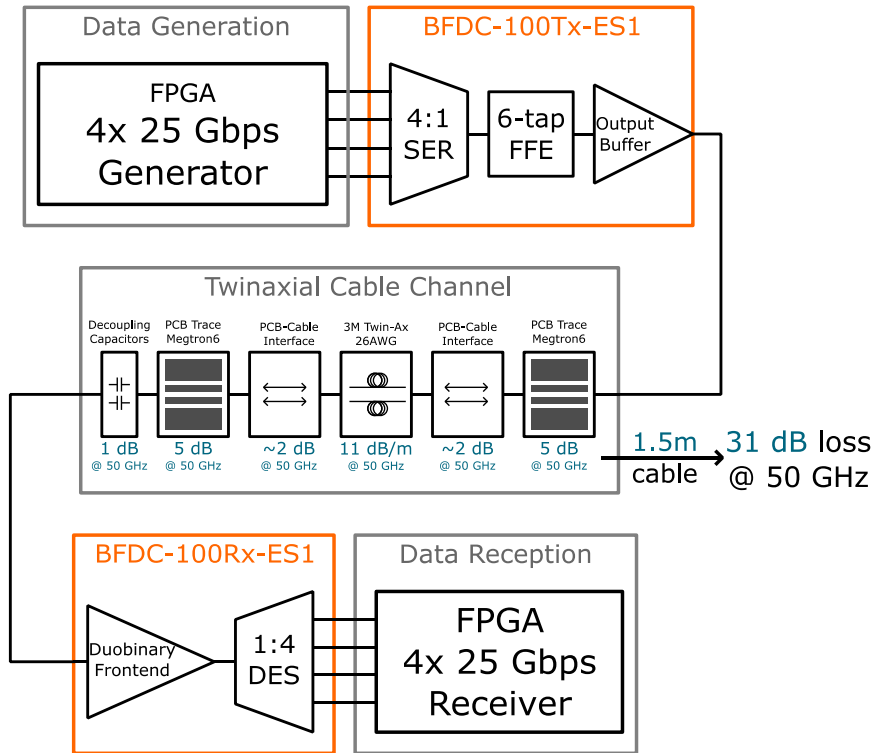 Data Generation
FPGA
4x 25 Gbps
Generator
BFDC-100Tx-ES1
4:1
SER
6-tap
FFE
Output
Buffer
Twinaxial Cable Channel
Decoupling
Capacitors
1 dB
@ 50 GHz
PCB Trace
Megtron6
5 dB
@ 50 GHz
PCB-Cable
Interface
~2 dB
@ 50 GHz
3M Twin-Ax
26AWG
11 dB/m
@ 50 GHz
PCB-Cable
Interface
~2 dB
@ 50 GHz
PCB Trace
Megtron6
5 dB
@ 50 GHz
1.5m
cable
31 dB loss
@ 50 GHz
BFDC-100Rx-ES1
Duobinary
Frontend
1:4
DES
Data Reception
FPGA
4x 25 Gbps
Receiver